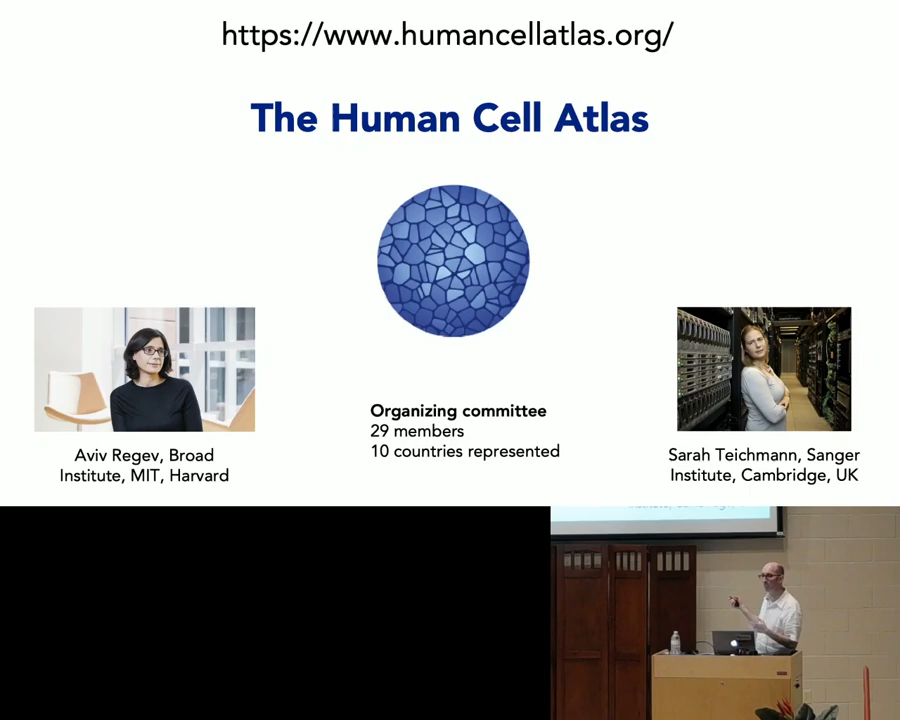 https://www.humancellatlas.org/
The Human Cell Atlas
Organizing committee
29 members
10 countries represented
Aviv Regev, Broad
Institute, MIT, Harvard
Sarah Teichmann, Sanger
Institute, Cambridge, UK